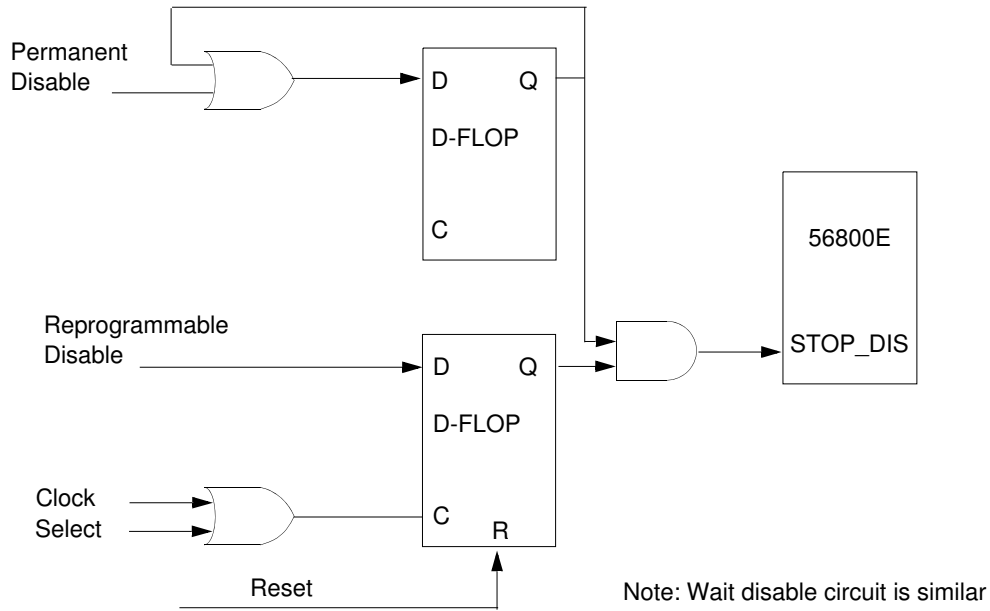 Permanent
Disable
D
Q
D-FLOP
C
56800E
STOP_DIS
Reprogrammable
Disable
D
Q
D-FLOP
Clock
Select
C
R
Reset
Note: Wait disable circuit is similar